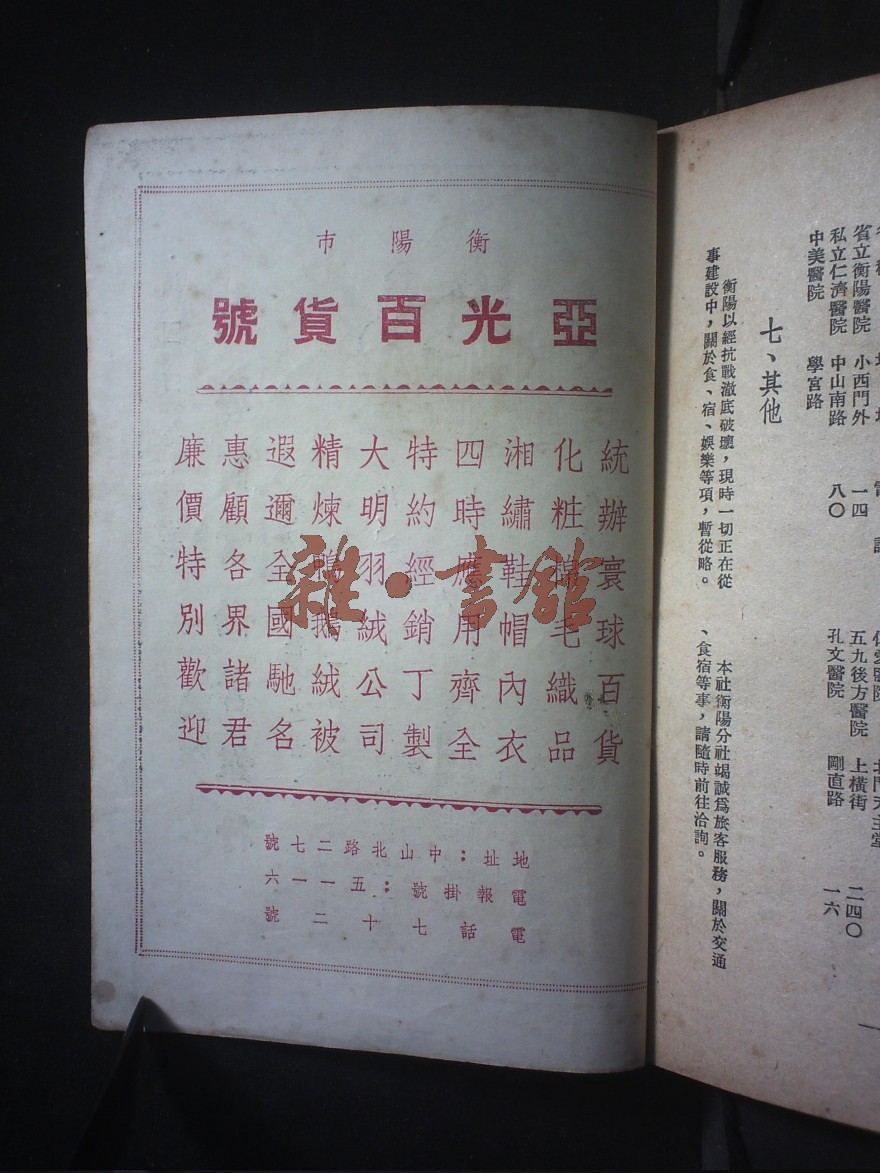 省立衡陽醫院 小西門外 一四
五九後方醫院 上橫街 二四〇
私立仁濟醫院 中山南路 八〇
孔文醫院 剛直路 一六
中美醫院 學宮路
七、其他
衡陽以經抗戰澈底破壞，現時一切正在從
事建設中，關於食、宿、娛樂等項，暫從略。
本社衡陽分社竭誠爲旅客服務，關於交通
、食宿等事，請隨時前往洽詢。
衡陽市
亞光百貨號
統辦寰球百貨
化粧棉毛織品
湘繡鞋帽內衣
四時應用齊全
特約經銷丁製
大明羽絨公司
精煉鴨鵝絨被
遐邇全國馳名
惠顧各界諸君
廉價特別歡迎
地址：中山北路二七號
電報掛號：五一一六
電話七十二號
雜·書館